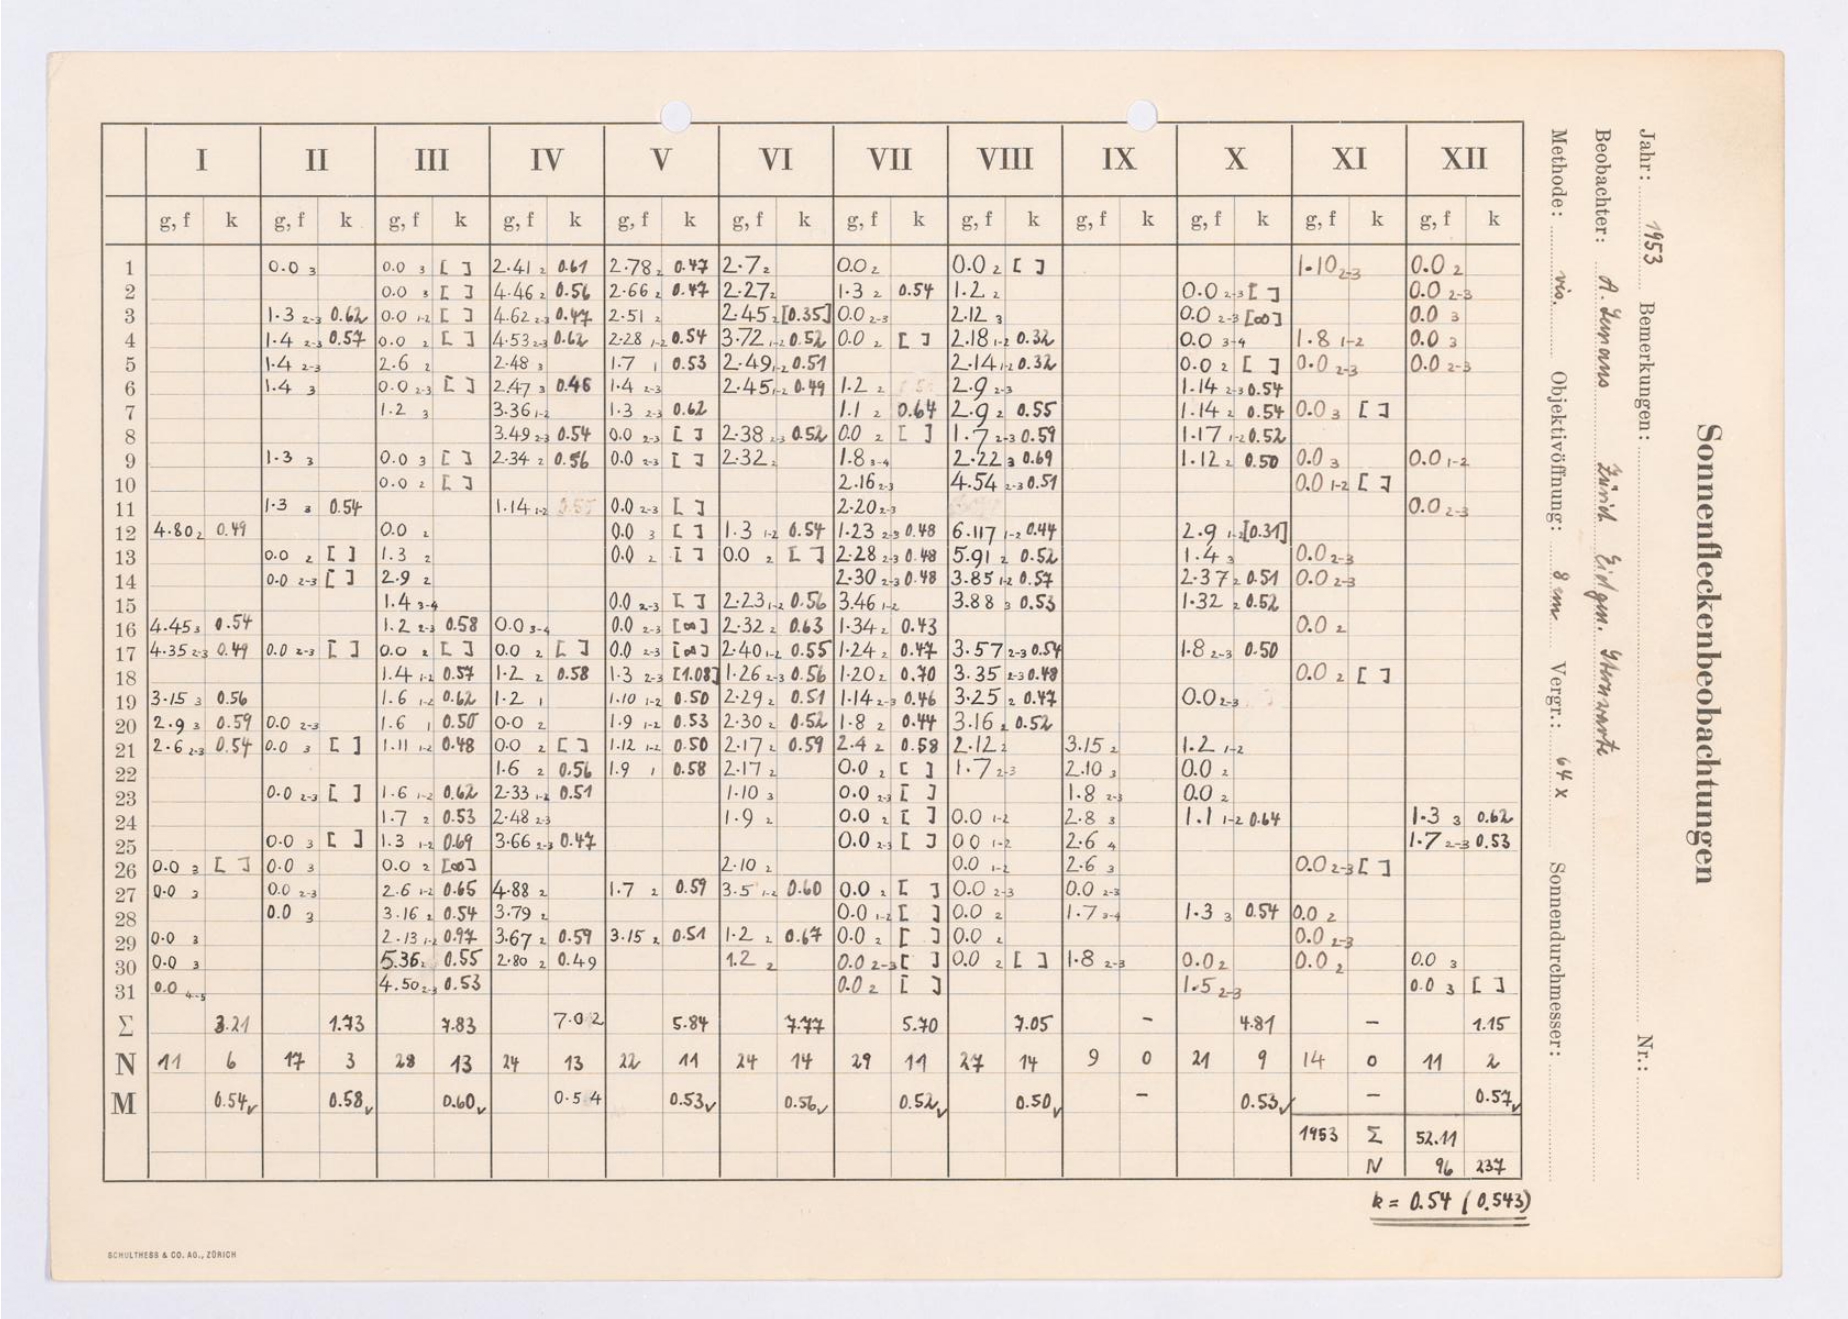 I II III IV V VI VII VIII IX X XI XII
g, f k g, f k g, f k g, f k g, f k g, f k g, f k g, f k g, f k g, f k g, f k g, f k
1 0.0 3 0.0 3 [ ] 2.41 2 0.61 2.78 2 0.47 2.7 2 0.0 2 0.0 2 [ ] 1.10 2-3 0.0 2
2 0.0 3 [ ] 4.46 2 0.56 2.66 2 0.47 2.27 2 1.3 2 0.54 1.2 2 0.0 2-3 [ ] 0.0 2-3
3 1.3 2-3 0.62 0.0 1-2 [ ] 4.62 2-3 0.47 2.51 2 2.45 2 [0.35] 0.0 2-3 2.12 3 0.0 2-3 [∞] 0.0 3
4 1.4 2-3 0.57 0.0 2 [ ] 4.53 2-3 0.62 2.28 1-2 0.54 3.72 1-2 0.52 0.0 2 [ ] 2.18 1-2 0.32 0.0 3-4 1.8 1-2 0.0 3
5 1.4 2-3 2.6 2 2.48 3 1.7 1 0.53 2.49 1-2 0.51 2.14 1-2 0.32 0.0 2 [ ] 0.0 2-3 0.0 2-3
6 1.4 3 0.0 2-3 [ ] 2.47 3 0.46 1.4 2-3 2.45 1-2 0.49 1.2 2 2.9 2-3 1.14 2-3 0.54
7 1.2 3 3.36 1-2 1.3 2-3 0.62 1.1 2 0.64 2.9 2 0.55 1.14 2 0.54 0.0 3 [ ]
8 3.49 2-3 0.54 0.0 2-3 [ ] 2.38 2-3 0.52 0.0 2 [ ] 1.7 2-3 0.59 1.17 1-2 0.52
9 1.3 3 0.0 3 [ ] 2.34 2 0.56 0.0 2-3 [ ] 2.32 2 1.8 3-4 2.22 3 0.69 1.12 2 0.50 0.0 3 0.0 1-2
10 0.0 2 [ ] 2.16 2-3 4.54 2-3 0.51 0.0 1-2 [ ]
11 1.3 3 0.54 1.14 1-2 0.0 2-3 [ ] 2.20 2-3 0.0 2-3
12 4.80 2 0.49 0.0 2 0.0 3 [ ] 1.3 1-2 0.54 1.23 2-3 0.48 6.117 1-2 0.44 2.9 1-2 [0.31]
13 0.0 2 [ ] 1.3 2 0.0 2 [ ] 0.0 2 [ ] 2.28 2-3 0.48 5.91 2 0.52 1.4 3 0.0 2-3
14 0.0 2-3 [ ] 2.9 2 2.30 2-3 0.48 3.85 1-2 0.57 2.37 2 0.51 0.0 2-3
15 1.4 3-4 0.0 2-3 [ ] 2.23 1-2 0.56 3.46 1-2 3.88 3 0.53 1.32 2 0.52
16 4.45 3 0.54 1.2 2-3 0.58 0.0 3-4 0.0 2-3 [∞] 2.32 2 0.63 1.34 2 0.43 0.0 2
17 4.35 2-3 0.49 0.0 2-3 [ ] 0.0 2 [ ] 0.0 2 [ ] 0.0 2-3 [∞] 2.40 1-2 0.55 1.24 2 0.47 3.57 2-3 0.54 1.8 2-3 0.50
18 1.4 1-2 0.57 1.2 2 0.58 1.3 2-3 [1.08] 1.26 2-3 0.56 1.20 2 0.70 3.35 2-3 0.48 0.0 2 [ ]
19 3.15 3 0.56 1.6 1-2 0.62 1.2 1 1.10 1-2 0.50 2.29 2 0.51 1.14 2-3 0.46 3.25 2 0.47 0.0 2-3
20 2.9 3 0.59 0.0 2-3 1.6 1 0.50 0.0 2 1.9 1-2 0.53 2.30 2 0.52 1.8 2 0.44 3.16 2 0.52
21 2.6 2-3 0.54 0.0 3 [ ] 1.11 1-2 0.48 0.0 2 [ ] 1.12 1-2 0.50 2.17 2 0.59 2.4 2 0.58 2.12 2 3.15 2 1.2 1-2
22 1.6 2 0.56 1.9 1 0.58 2.17 2 0.0 2 [ ] 1.7 2-3 2.10 3 0.0 2
23 0.0 2-3 [ ] 1.6 1-2 0.62 2.33 1-2 0.51 1.10 3 0.0 2-3 [ ] 1.8 2-3 0.0 2
24 1.7 2 0.53 2.48 2-3 1.9 2 0.0 2 [ ] 0.0 1-2 2.8 3 1.1 1-2 0.64 1.3 3 0.62
25 0.0 3 [ ] 1.3 1-2 0.69 3.66 2-3 0.47 0.0 2-3 [ ] 0 0 1-2 2.6 4 1.7 2-3 0.53
26 0.0 3 [ ] 0.0 3 0.0 2 [∞] 2.10 2 0.0 1-2 2.6 3 0.0 2-3 [ ]
27 0.0 3 0.0 2-3 2.6 1-2 0.65 4.88 2 1.7 2 0.59 3.5 1-2 0.60 0.0 2 [ ] 0.0 2-3 0.0 2-3
28 0.0 3 3.16 2 0.54 3.79 2 0.0 1-2 [ ] 0.0 2 1.7 3-4 1.3 3 0.54 0.0 2
29 0.0 3 2.13 1-2 0.97 3.67 2 0.59 3.15 2 0.51 1.2 2 0.67 0.0 2 [ ] 0.0 2 0.0 2-3
30 0.0 3 5.36 2 0.55 2.80 2 0.49 1.2 2 0.0 2-3 [ ] 0.0 2 [ ] 1.8 2-3 0.0 2 0.0 2 0.0 3
31 0.0 4-5 4.50 2-3 0.53 0.0 2 [ ] 1.5 2-3 0.0 3 [ ]
Σ 3.21 1.73 7.83 7.02 5.84 7.77 5.70 7.05 - 4.81 - 1.15
N 11 6 17 3 28 13 24 13 22 11 24 14 29 11 27 14 9 0 21 9 14 0 11 2
M 0.54 0.58 0.60 0.54 0.53 0.56 0.52 0.50 - 0.53 - 0.57
1953 Σ 52.11
N 96 237
k = 0.54 (0.543)
SCHULTHESS & CO. AG., ZÜRICH
Sonnenfleckenbeobachtungen
Jahr: 1953 Bemerkungen: Nr.:
Beobachter: A. Zürich Eidgen. Sternwarte
Methode: vis. Objektivöffnung: 8 cm Vergr.: 64 x Sonnendurchmesser: